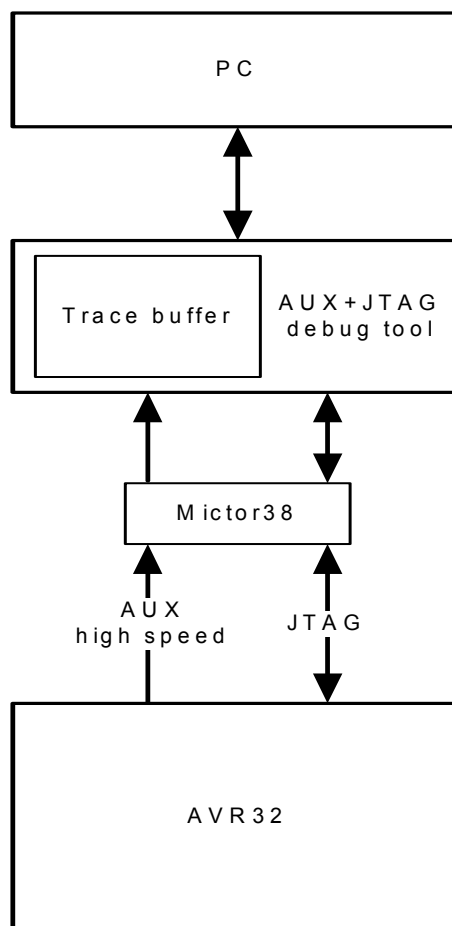 PC
Trace buffer
AUX+JTAG
debug tool
Mictor38
AUX
high speed
JTAG
AVR32